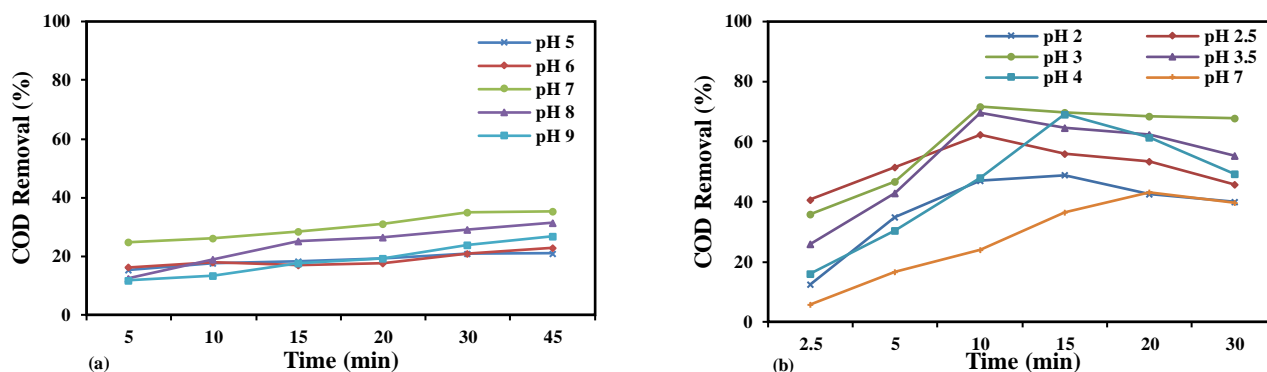 COD Removal (%)
100
80
60
40
20
0
pH 5
pH 6
pH 7
pH 8
pH 9
5 10 15 20 30 45
(a) Time (min)
COD Removal (%)
100
80
60
40
20
0
pH 2 pH 2.5
pH 3 pH 3.5
pH 4 pH 7
2.5 5 10 15 20 30
(b) Time (min)